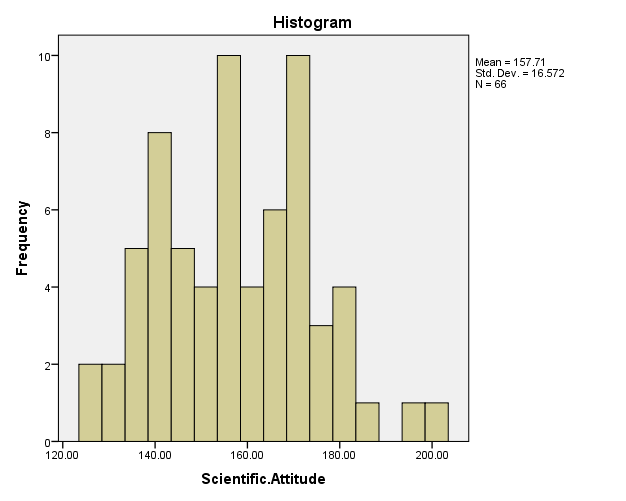 Histogram
Mean = 157.71
Std. Dev. = 16.572
N = 66
10
8
6
4
2
0
Frequency
120.00 140.00 160.00 180.00 200.00
Scientific.Attitude